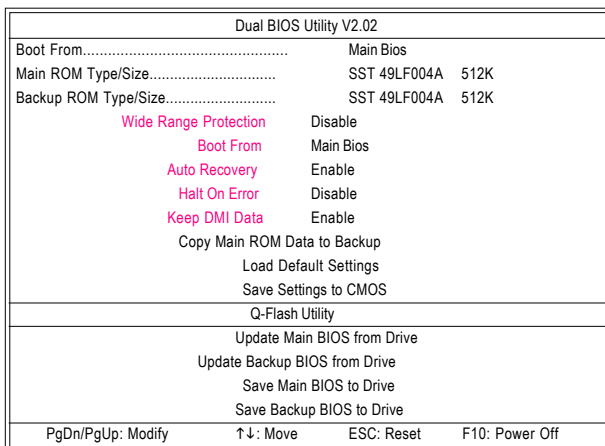 Dual BIOS Utility V2.02
Boot From................................................. Main Bios
Main ROM Type/Size............................... SST 49LF004A 512K
Backup ROM Type/Size........................... SST 49LF004A 512K
Wide Range Protection Disable
Boot From Main Bios
Auto Recovery Enable
Halt On Error Disable
Keep DMI Data Enable
Copy Main ROM Data to Backup
Load Default Settings
Save Settings to CMOS
Q-Flash Utility
Update Main BIOS from Drive
Update Backup BIOS from Drive
Save Main BIOS to Drive
Save Backup BIOS to Drive
PgDn/PgUp: Modify ↑↓: Move ESC: Reset F10: Power Off